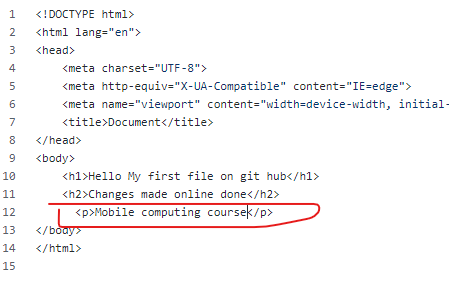 1 <!DOCTYPE html>
2 <html lang="en">
3 <head>
4 <meta charset="UTF-8">
5 <meta http-equiv="X-UA-Compatible" content="IE=edge">
6 <meta name="viewport" content="width=device-width, initial-
7 <title>Document</title>
8 </head>
9 <body>
10 <h1>Hello My first file on git hub</h1>
11 <h2>Changes made online done</h2>
12 <p>Mobile computing course</p>
13 </body>
14 </html>
15